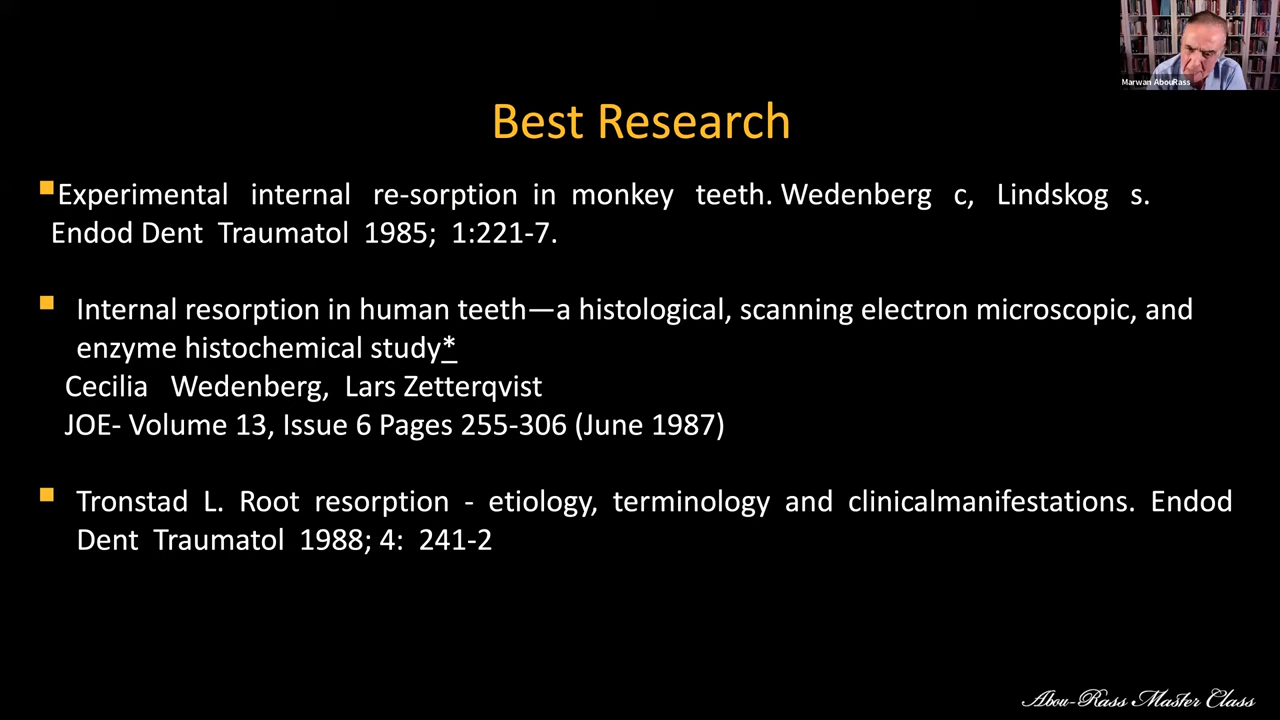 Marwan AbouRass
Best Research
Experimental internal re-sorption in monkey teeth. Wedenberg c, Lindskog s.
Endod Dent Traumatol 1985; 1:221-7.
Internal resorption in human teeth—a histological, scanning electron microscopic, and
enzyme histochemical study*
Cecilia Wedenberg, Lars Zetterqvist
JOE- Volume 13, Issue 6 Pages 255-306 (June 1987)
Tronstad L. Root resorption - etiology, terminology and clinicalmanifestations. Endod
Dent Traumatol 1988; 4: 241-2
Abou-Rass Master Class